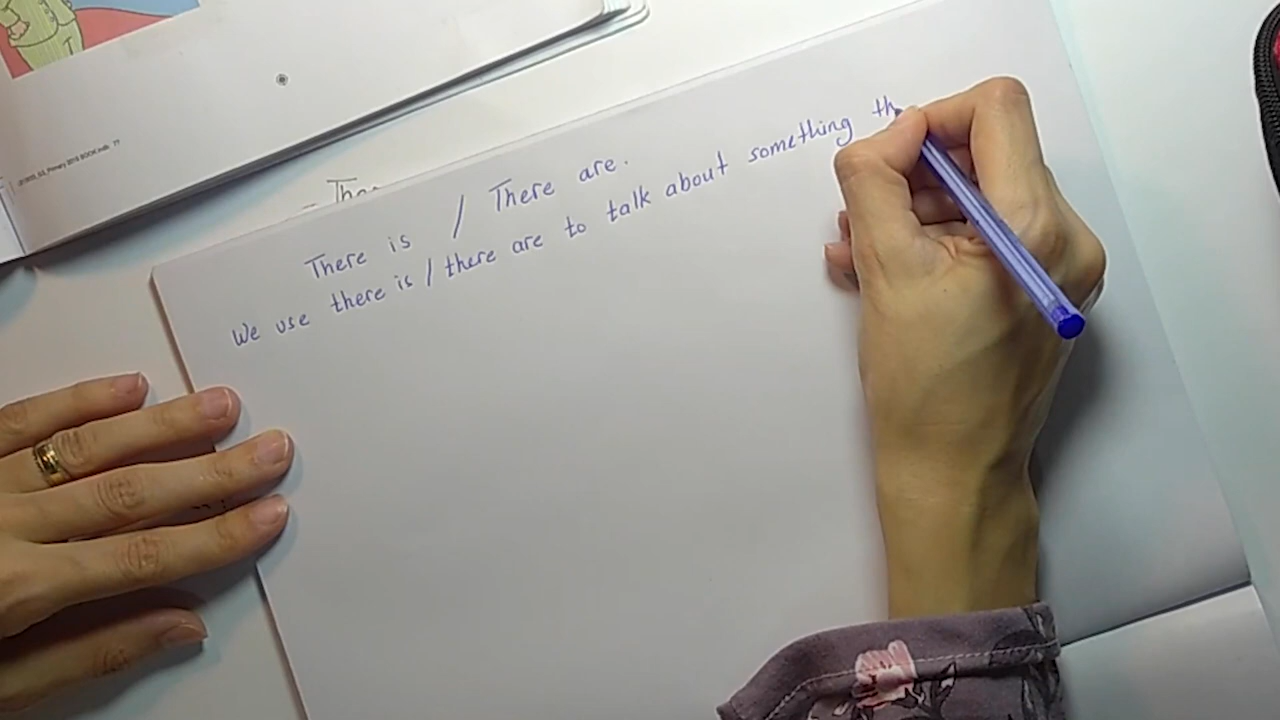 There is / There are.
We use there is / there are to talk about something th